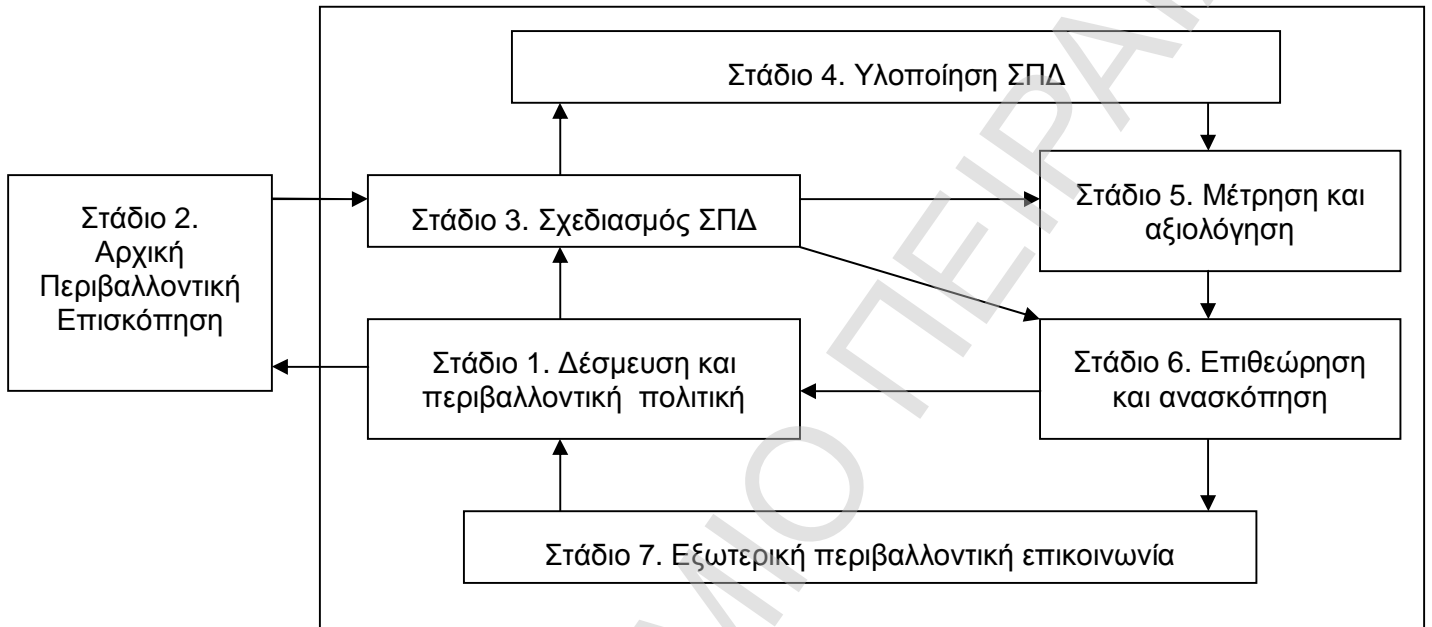 Στάδιο 4. Υλοποίηση ΣΠΔ
Στάδιο 2.
Αρχική
Περιβαλλοντική
Επισκόπηση
Στάδιο 3. Σχεδιασμός ΣΠΔ
Στάδιο 5. Μέτρηση και
αξιολόγηση
Στάδιο 1. Δέσμευση και
περιβαλλοντική πολιτική
Στάδιο 6. Επιθεώρηση
και ανασκόπηση
Στάδιο 7. Εξωτερική περιβαλλοντική επικοινωνία